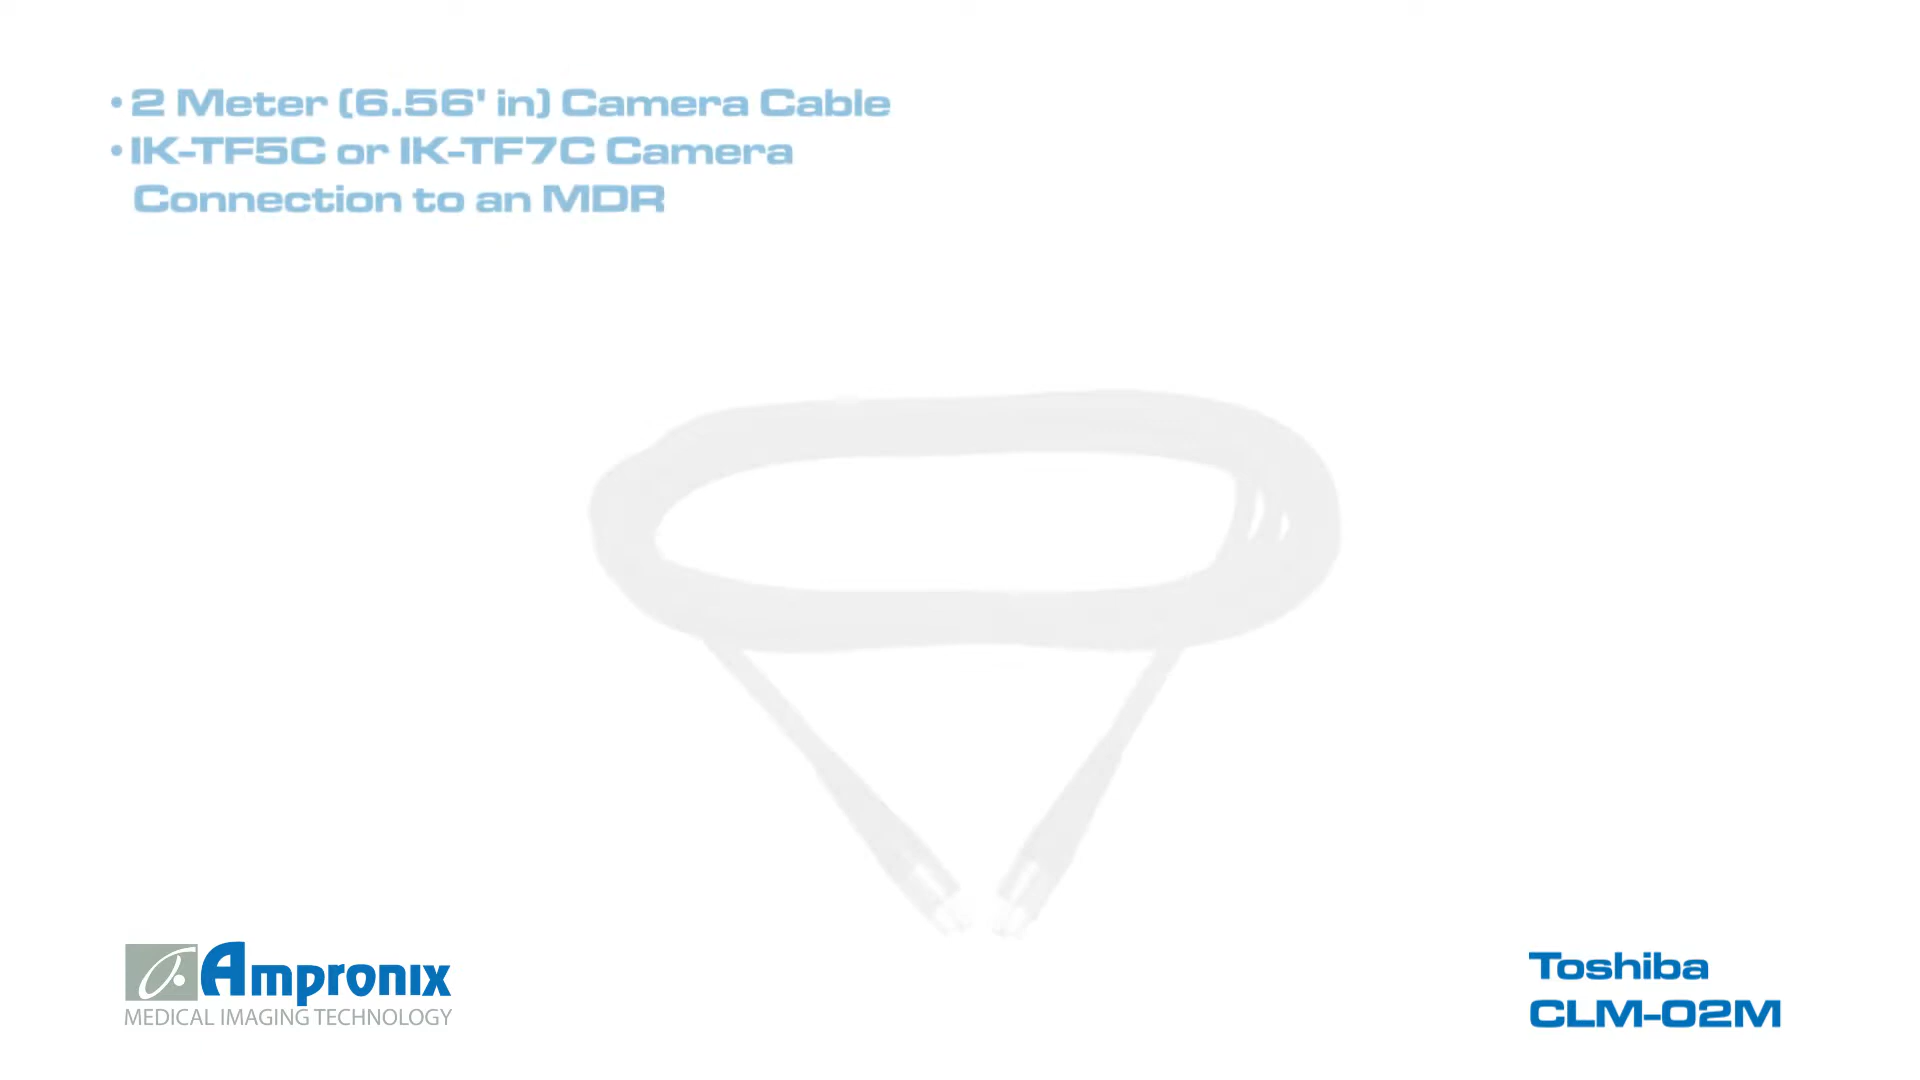 • 2 Meter (6.56' in) Camera Cable
• IK-TF5C or IK-TF7C Camera
Connection to an MDR
Ampronix
MEDICAL IMAGING TECHNOLOGY
Toshiba
CLM-02M